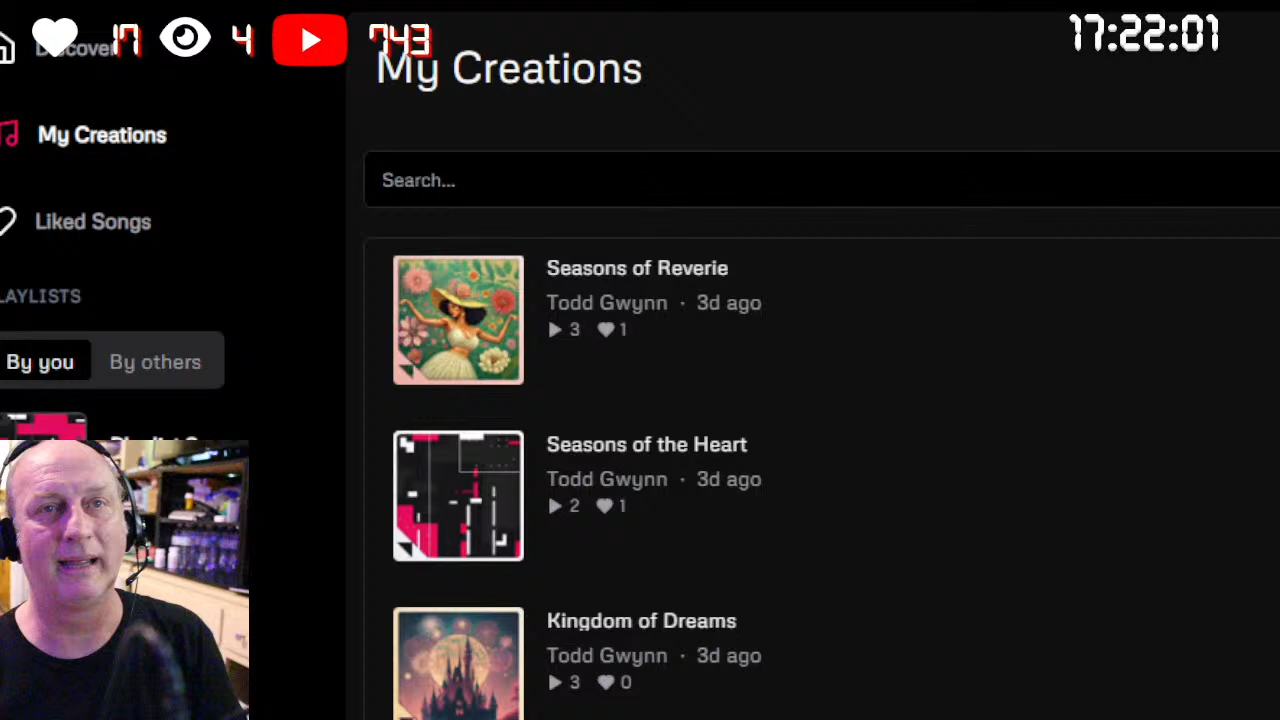 17 4 743
17:22:01
Discover
My Creations
My Creations
Search...
Liked Songs
LAYLISTS
By you
By others
Seasons of Reverie
Todd Gwynn · 3d ago
3 1
Seasons of the Heart
Todd Gwynn · 3d ago
2 1
Kingdom of Dreams
Todd Gwynn · 3d ago
3 0